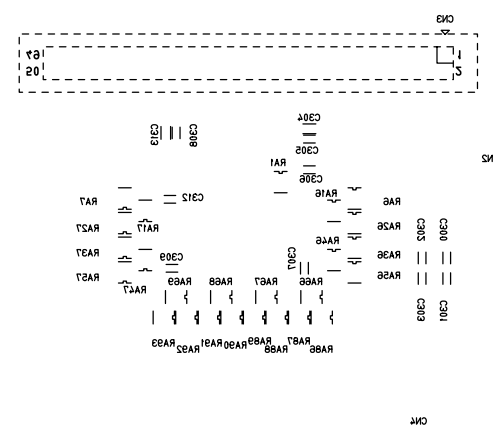 CN3
49 1
50 2
C304
C313 C308
C305
RA1
N2
C306
RA7 C312 RA16 RA6
RA27 RA17 RA26 C302 C300
RA46
RA37 C309 C307 RA36
RA57 RA56
RA47 RA69 RA68 RA67 RA66
C303 C301
RA93 RA92 RA91 RA90 RA89 RA88 RA87 RA86
CN4